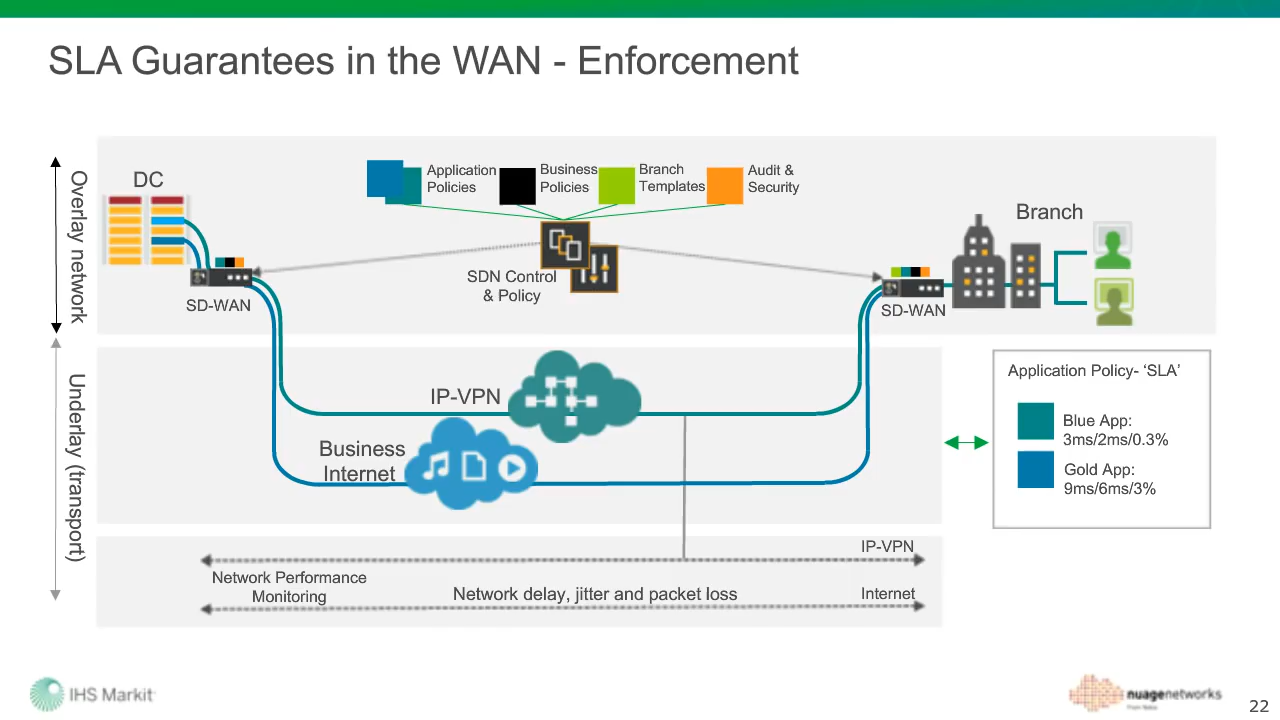 SLA Guarantees in the WAN - Enforcement
Overlay network
DC
Application
Policies
Business
Policies
Branch
Templates
Audit &
Security
Branch
SDN Control
& Policy
SD-WAN
SD-WAN
Underlay (transport)
IP-VPN
Business
Internet
Application Policy- ‘SLA’
Blue App:
3ms/2ms/0.3%
Gold App:
9ms/6ms/3%
IP-VPN
Network Performance
Monitoring
Network delay, jitter and packet loss
Internet
IHS Markit
nuagenetworks
From Nokia
22